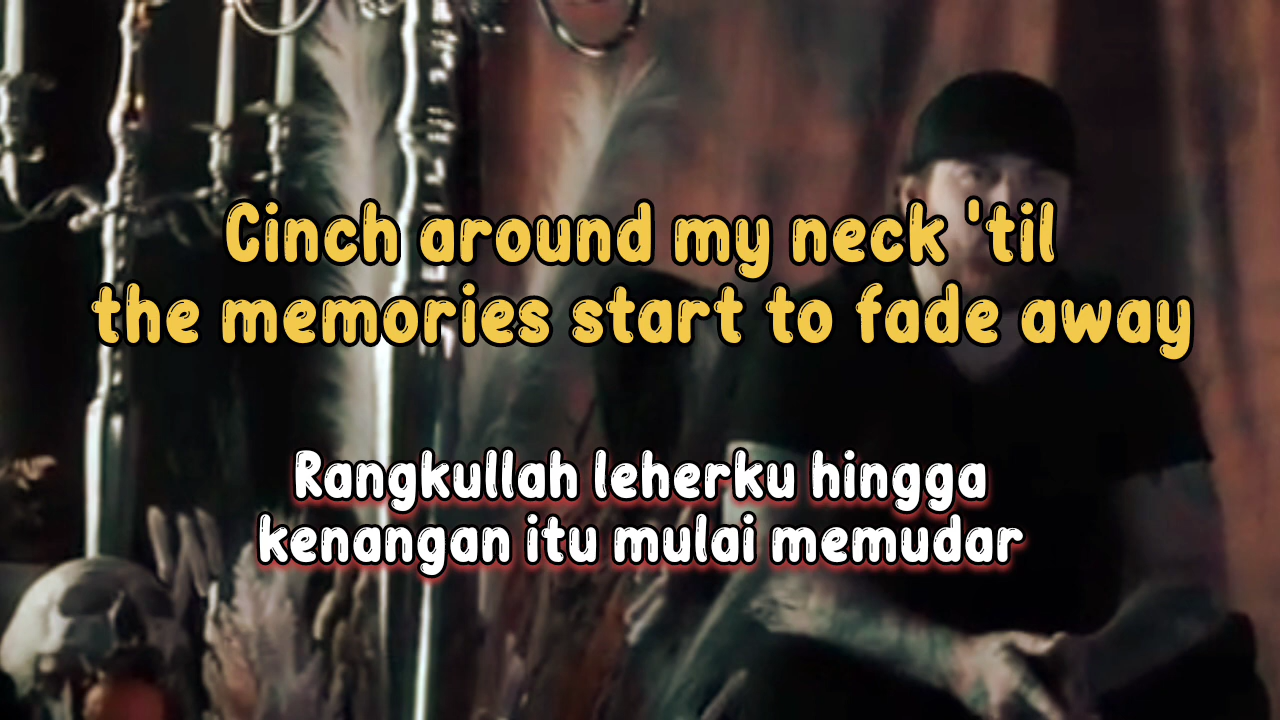 Cinch around my neck 'til
the memories start to fade away
Rangkullah leherku hingga
kenangan itu mulai memudar